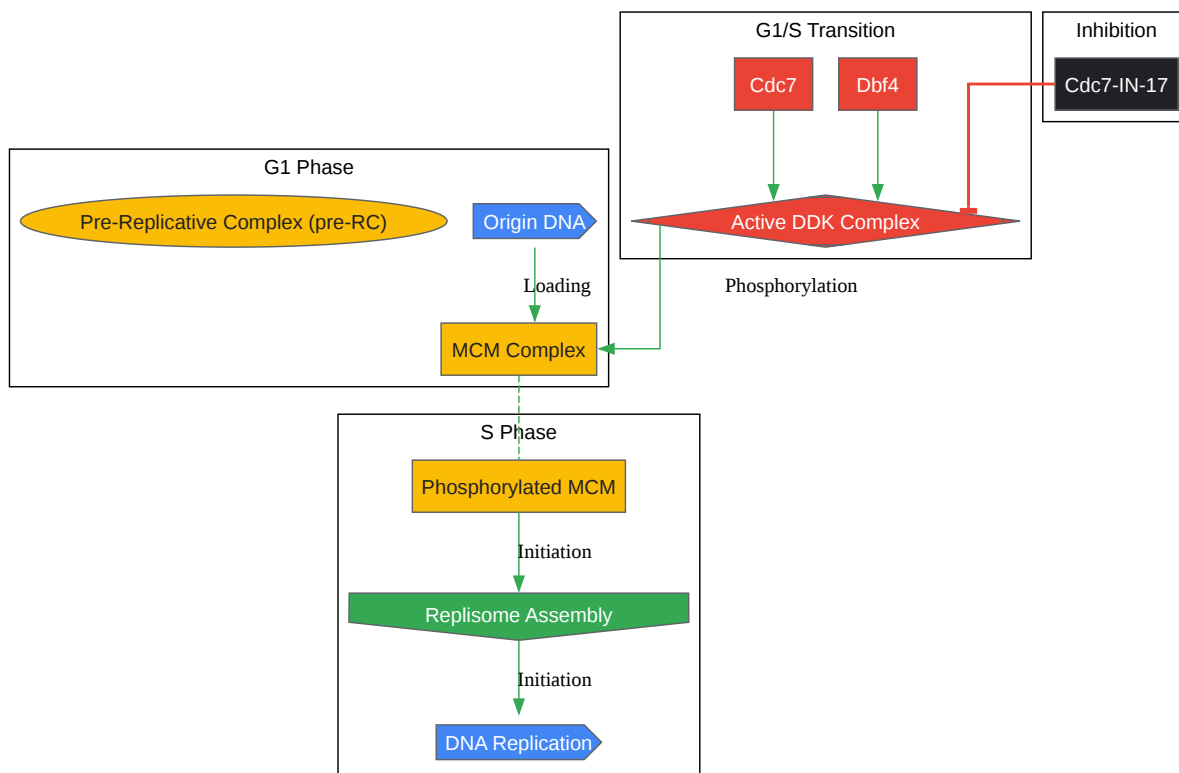 G1/S Transition
Inhibition
Cdc7
Dbf4
Cdc7-IN-17
G1 Phase
Pre-Replicative Complex (pre-RC)
Origin DNA
Active DDK Complex
Loading
Phosphorylation
MCM Complex
S Phase
Phosphorylated MCM
Initiation
Replisome Assembly
Initiation
DNA Replication